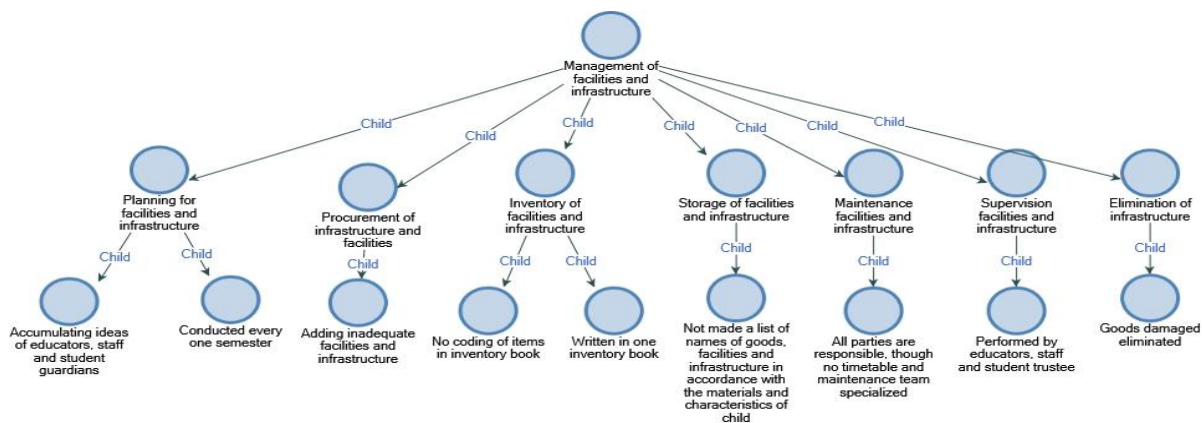 Management of
facilities and
infrastructure
Child
Child
Child
Child
Child
Child
Child
Planning for
facilities and
infrastructure
Procurement of
infrastructure and
facilities
Inventory of
facilities and
infrastructure
Storage of facilities
and infrastructure
Maintenance
facilities and
infrastructure
Supervision
facilities and
infrastructure
Elimination of
infrastructure
Child
Child
Child
Child
Child
Child
Child
Child
Child
Accumulating ideas
of educators, staff
and student
guardians
Conducted every
one semester
Adding inadequate
facilities and
infrastructure
No coding of items
in inventory book
Written in one
inventory book
Not made a list of
names of goods,
facilities and
infrastructure in
accordance with
the materials and
characteristics of
child
All parties are
responsible, though
no timetable and
maintenance team
specialized
Performed by
educators, staff
and student trustee
Goods damaged
eliminated